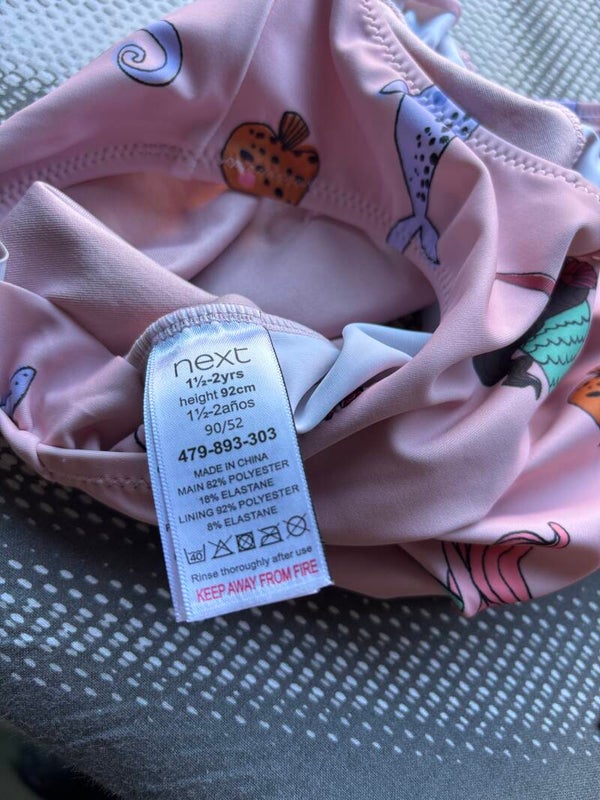 next
1½-2yrs
height 92cm
1½-2años
90/52
479-893-303
MADE IN CHINA
MAIN 82% POLYESTER
18% ELASTANE
LINING 92% POLYESTER
8% ELASTANE
40
Rinse thoroughly after use
KEEP AWAY FROM FIRE